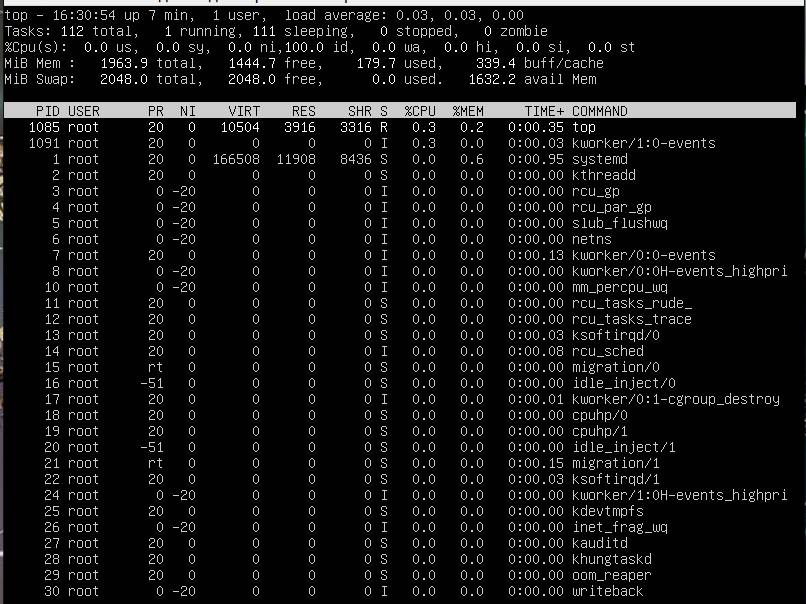 top - 16:30:54 up 7 min,  1 user,  load average: 0.03, 0.03, 0.00
Tasks: 112 total,   1 running, 111 sleeping,   0 stopped,   0 zombie
%Cpu(s):  0.0 us,  0.0 sy,  0.0 ni,100.0 id,  0.0 wa,  0.0 hi,  0.0 si,  0.0 st
MiB Mem :   1963.9 total,   1444.7 free,    179.7 used,    339.4 buff/cache
MiB Swap:   2048.0 total,   2048.0 free,      0.0 used.   1632.2 avail Mem
PID USER      PR  NI    VIRT    RES    SHR S  %CPU  %MEM     TIME+ COMMAND
1085 root      20   0   10504   3916   3316 R   0.3   0.2   0:00.35 top
1091 root      20   0       0      0      0 I   0.3   0.0   0:00.03 kworker/1:0-events
1 root      20   0  166508  11908   8436 S   0.0   0.6   0:00.95 systemd
2 root      20   0       0      0      0 S   0.0   0.0   0:00.00 kthreadd
3 root       0 -20       0      0      0 I   0.0   0.0   0:00.00 rcu_gp
4 root       0 -20       0      0      0 I   0.0   0.0   0:00.00 rcu_par_gp
5 root       0 -20       0      0      0 I   0.0   0.0   0:00.00 slub_flushwq
6 root       0 -20       0      0      0 I   0.0   0.0   0:00.00 netns
7 root      20   0       0      0      0 I   0.0   0.0   0:00.13 kworker/0:0-events
8 root       0 -20       0      0      0 I   0.0   0.0   0:00.00 kworker/0:0H-events_highpri
10 root       0 -20       0      0      0 I   0.0   0.0   0:00.00 mm_percpu_wq
11 root      20   0       0      0      0 S   0.0   0.0   0:00.00 rcu_tasks_rude_
12 root      20   0       0      0      0 S   0.0   0.0   0:00.00 rcu_tasks_trace
13 root      20   0       0      0      0 S   0.0   0.0   0:00.03 ksoftirqd/0
14 root      20   0       0      0      0 I   0.0   0.0   0:00.08 rcu_sched
15 root      rt   0       0      0      0 S   0.0   0.0   0:00.00 migration/0
16 root     -51   0       0      0      0 S   0.0   0.0   0:00.00 idle_inject/0
17 root      20   0       0      0      0 I   0.0   0.0   0:00.01 kworker/0:1-cgroup_destroy
18 root      20   0       0      0      0 S   0.0   0.0   0:00.00 cpuhp/0
19 root      20   0       0      0      0 S   0.0   0.0   0:00.00 cpuhp/1
20 root     -51   0       0      0      0 S   0.0   0.0   0:00.00 idle_inject/1
21 root      rt   0       0      0      0 S   0.0   0.0   0:00.15 migration/1
22 root      20   0       0      0      0 S   0.0   0.0   0:00.03 ksoftirqd/1
24 root       0 -20       0      0      0 I   0.0   0.0   0:00.00 kworker/1:0H-events_highpri
25 root      20   0       0      0      0 S   0.0   0.0   0:00.00 kdevtmpfs
26 root       0 -20       0      0      0 I   0.0   0.0   0:00.00 inet_frag_wq
27 root      20   0       0      0      0 S   0.0   0.0   0:00.00 kauditd
28 root      20   0       0      0      0 S   0.0   0.0   0:00.00 khungtaskd
29 root      20   0       0      0      0 S   0.0   0.0   0:00.00 oom_reaper
30 root       0 -20       0      0      0 I   0.0   0.0   0:00.00 writeback